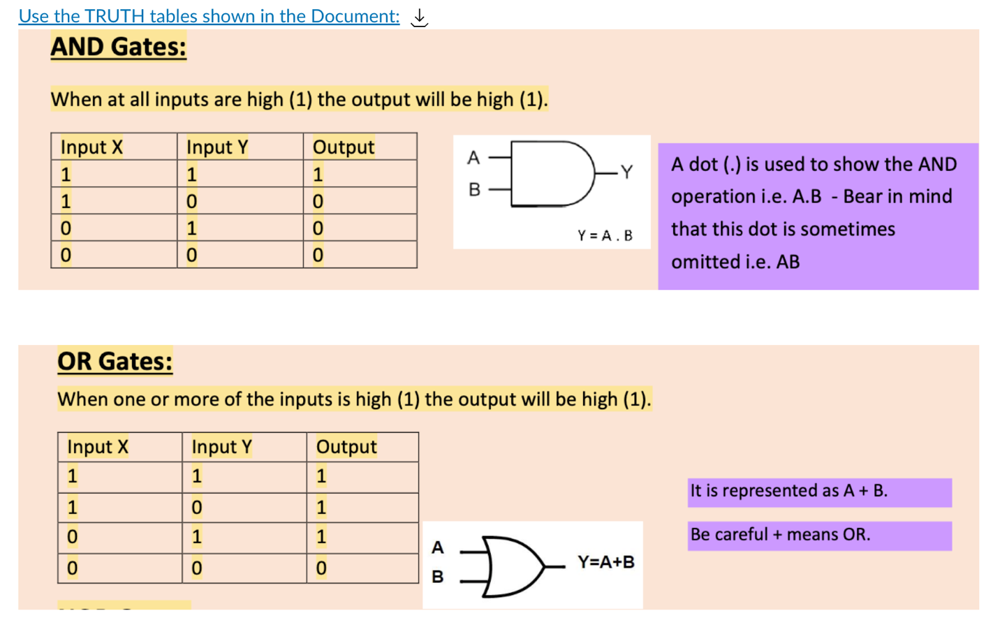 Use the TRUTH tables shown in the Document:
AND Gates:
When at all inputs are high (1) the output will be high (1).
Input X Input Y Output
1 1 1
1 0 0
0 1 0
0 0 0
A
B
Y
Y = A . B
A dot (.) is used to show the AND
operation i.e. A.B - Bear in mind
that this dot is sometimes
omitted i.e. AB
OR Gates:
When one or more of the inputs is high (1) the output will be high (1).
Input X Input Y Output
1 1 1
1 0 1
0 1 1
0 0 0
A
B
Y=A+B
It is represented as A + B.
Be careful + means OR.